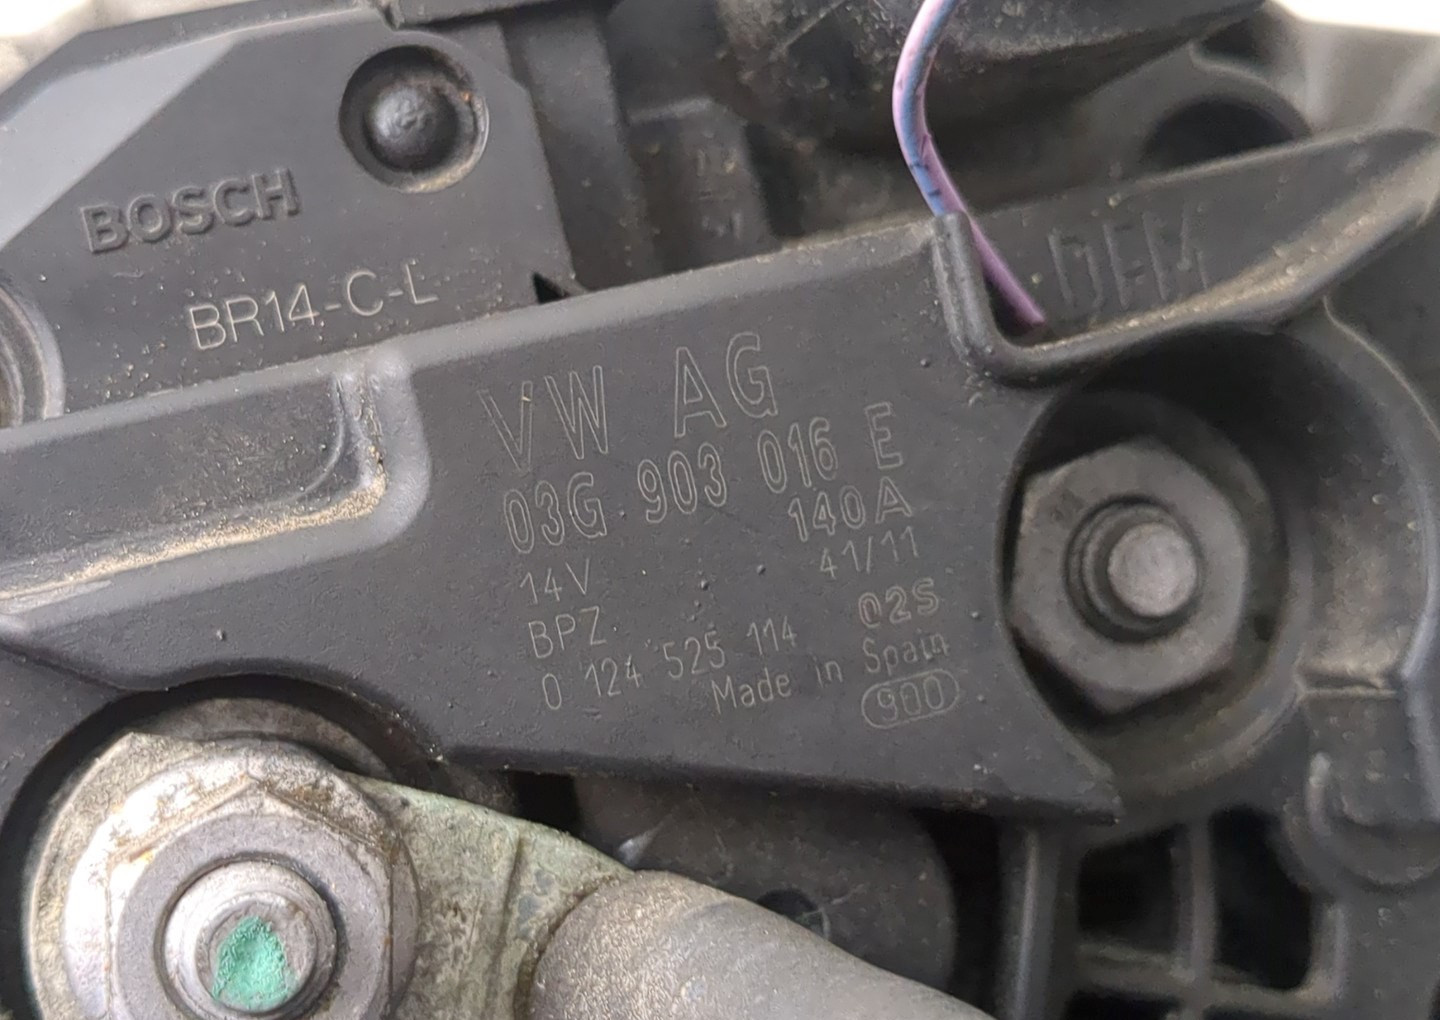 BOSCH
BR14-C-L
DFM
VW AG
03G 903 016 E
14V 140A
BPZ 41/11
0 124 525 114 02S
Made in Spain
900